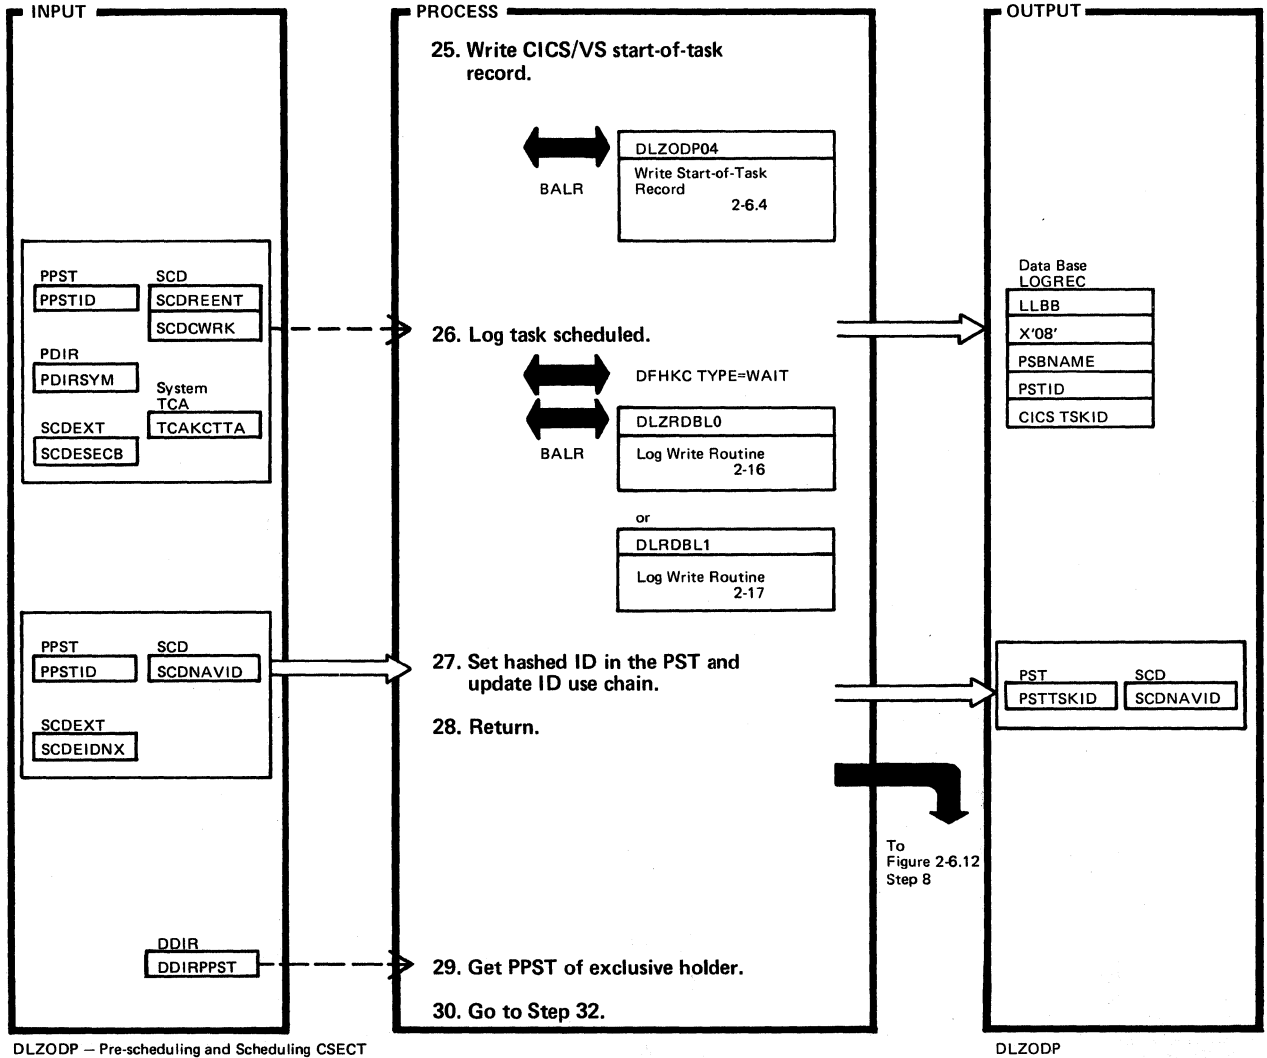 INPUT
PROCESS
OUTPUT
25. Write CICS/VS start-of-task
record.
DLZODP04
Write Start-of-Task
Record
2-6.4
BALR
PPST
SCD
PPSTID
SCDREENT
SCDCWRK
PDIR
PDIRSYM
System
TCA
TCAKCTTA
SCDEXT
SCDESECB
26. Log task scheduled.
DFHKC TYPE=WAIT
DLZRDBL0
Log Write Routine
2-16
BALR
or
DLRDBL1
Log Write Routine
2-17
Data Base
LOGREC
LLBB
X'08'
PSBNAME
PSTID
CICS TSKID
PPST
SCD
PPSTID
SCDNAVID
SCDEXT
SCDEIDNX
27. Set hashed ID in the PST and
update ID use chain.
28. Return.
PST
SCD
PSTTSKID
SCDNAVID
To
Figure 2-6.12
Step 8
DDIR
DDIRPPST
29. Get PPST of exclusive holder.
30. Go to Step 32.
DLZODP — Pre-scheduling and Scheduling CSECT
DLZODP